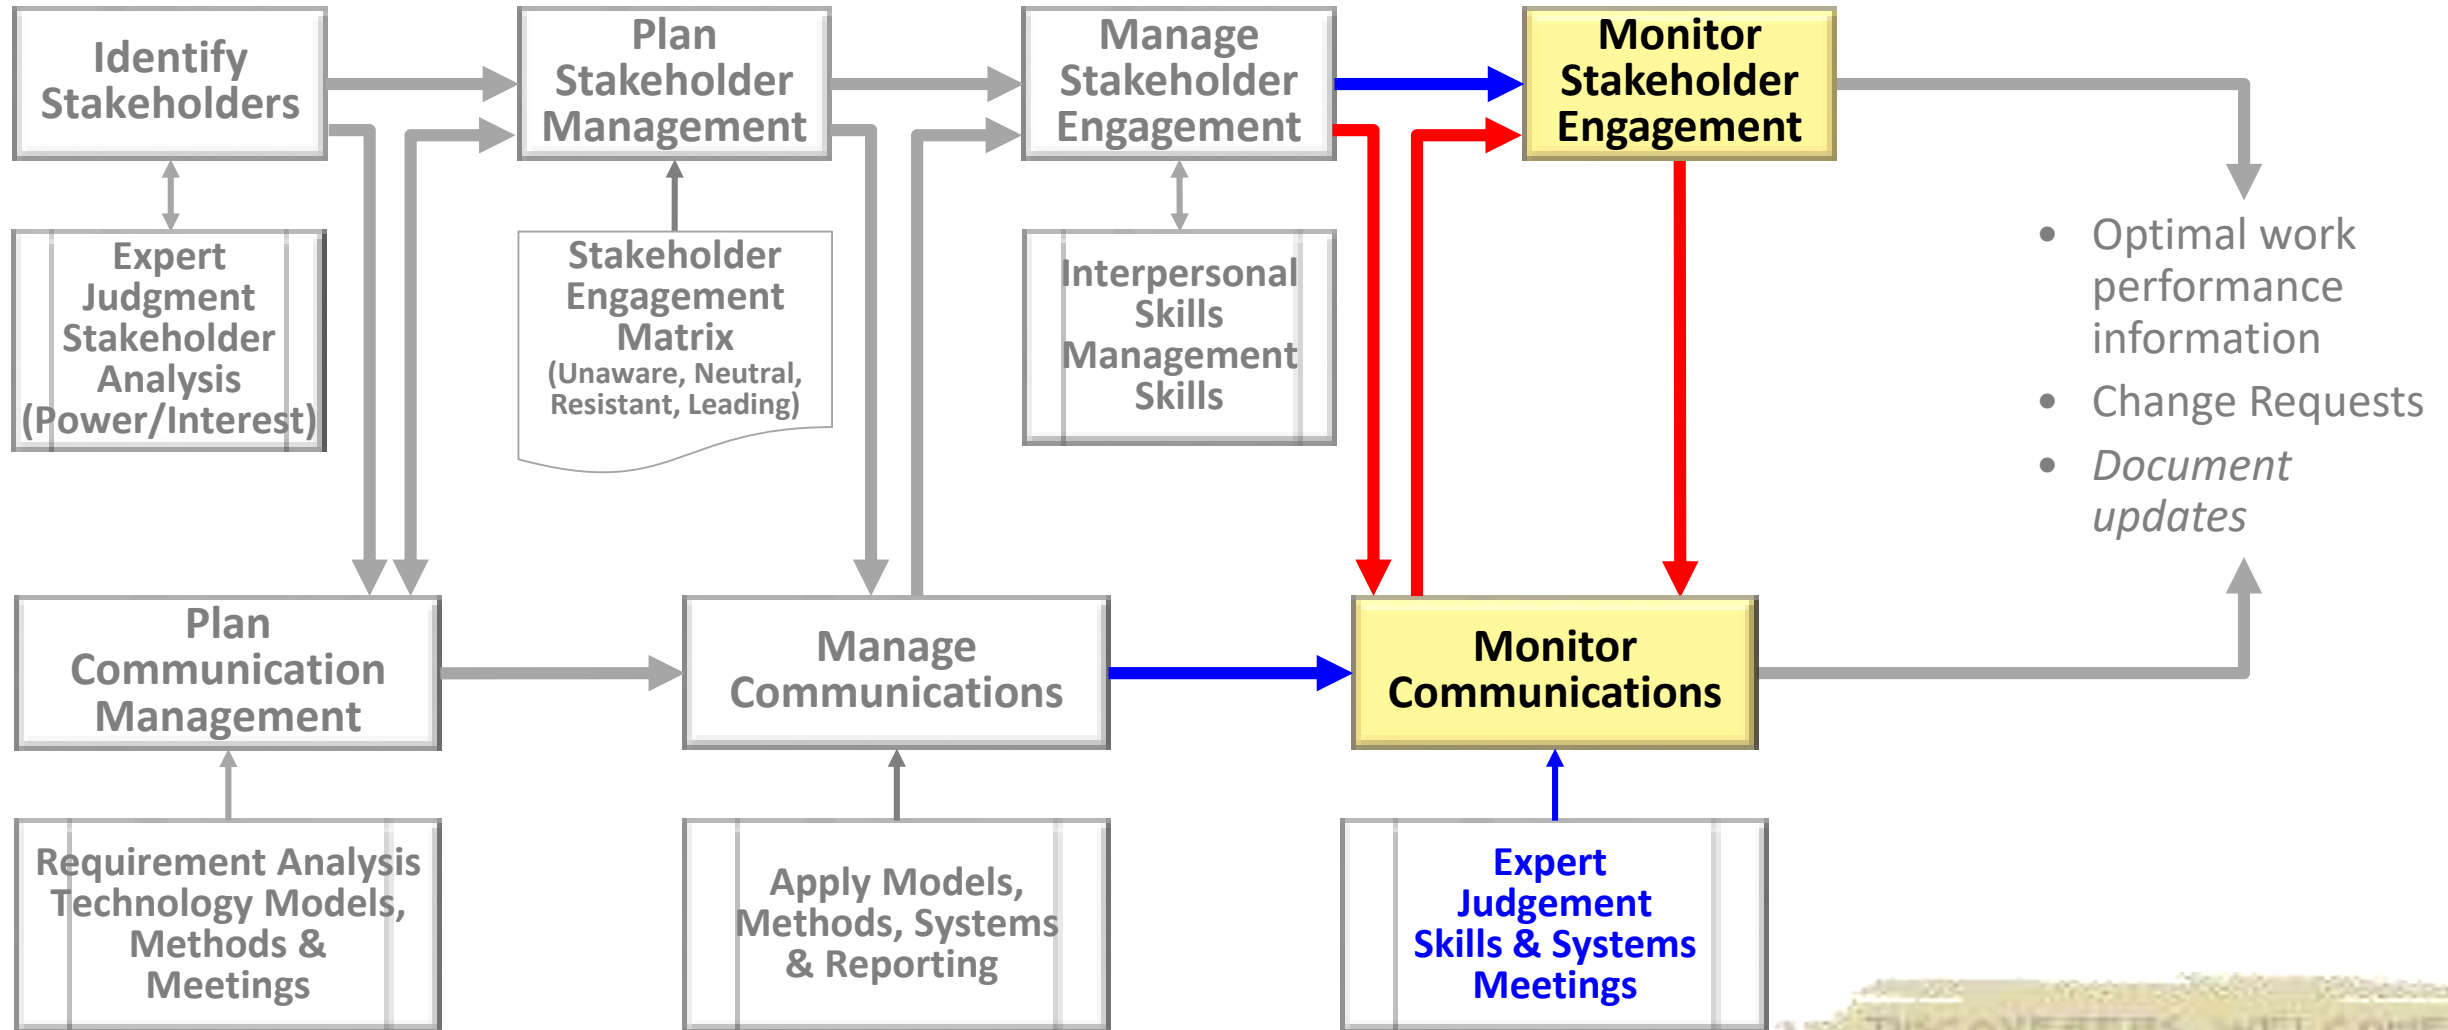 Identify
Stakeholders
Plan
Stakeholder
Management
Manage
Stakeholder
Engagement
Monitor
Stakeholder
Engagement
Expert
Judgment
Stakeholder
Analysis
(Power/Interest)
Stakeholder
Engagement
Matrix
(Unaware, Neutral,
Resistant, Leading)
Interpersonal
Skills
Management
Skills
• Optimal work
performance
information
• Change Requests
• Document
updates
Plan
Communication
Management
Manage
Communications
Monitor
Communications
Requirement Analysis
Technology Models,
Methods &
Meetings
Apply Models,
Methods, Systems
& Reporting
Expert
Judgement
Skills & Systems
Meetings